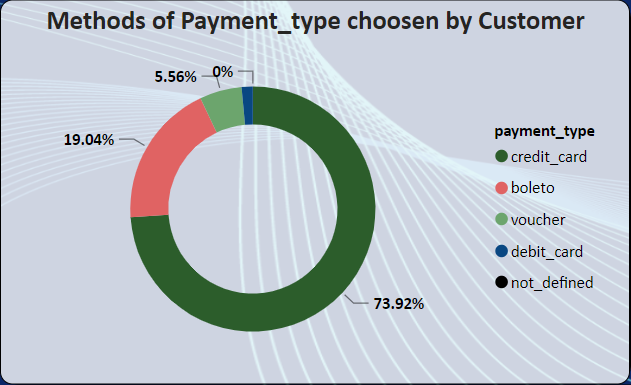 Methods of Payment_type choosen by Customer
5.56%
0%
19.04%
73.92%
payment_type
credit_card
boleto
voucher
debit_card
not_defined